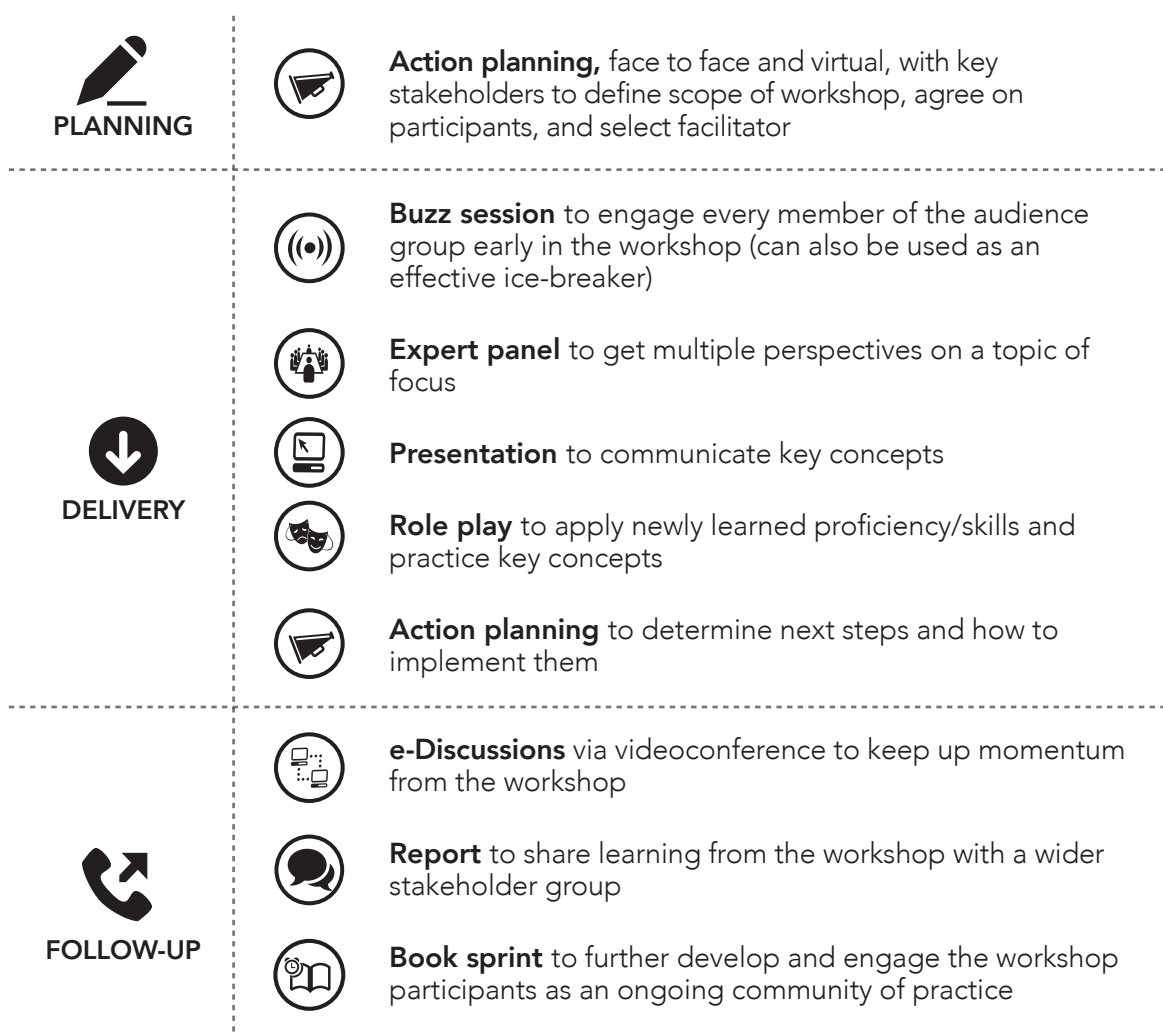 PLANNING
Action planning, face to face and virtual, with key
stakeholders to define scope of workshop, agree on
participants, and select facilitator
DELIVERY
Buzz session to engage every member of the audience
group early in the workshop (can also be used as an
effective ice-breaker)
Expert panel to get multiple perspectives on a topic of
focus
Presentation to communicate key concepts
Role play to apply newly learned proficiency/skills and
practice key concepts
Action planning to determine next steps and how to
implement them
FOLLOW-UP
e-Discussions via videoconference to keep up momentum
from the workshop
Report to share learning from the workshop with a wider
stakeholder group
Book sprint to further develop and engage the workshop
participants as an ongoing community of practice